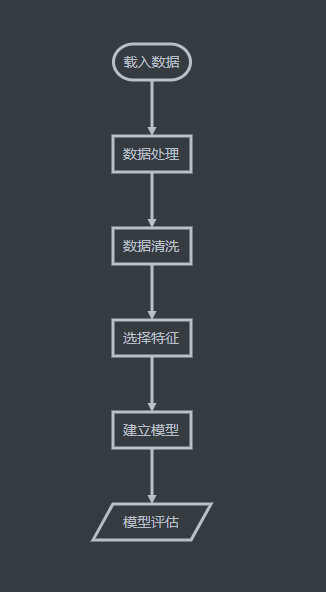 载入数据
数据处理
数据清洗
选择特征
建立模型
模型评估